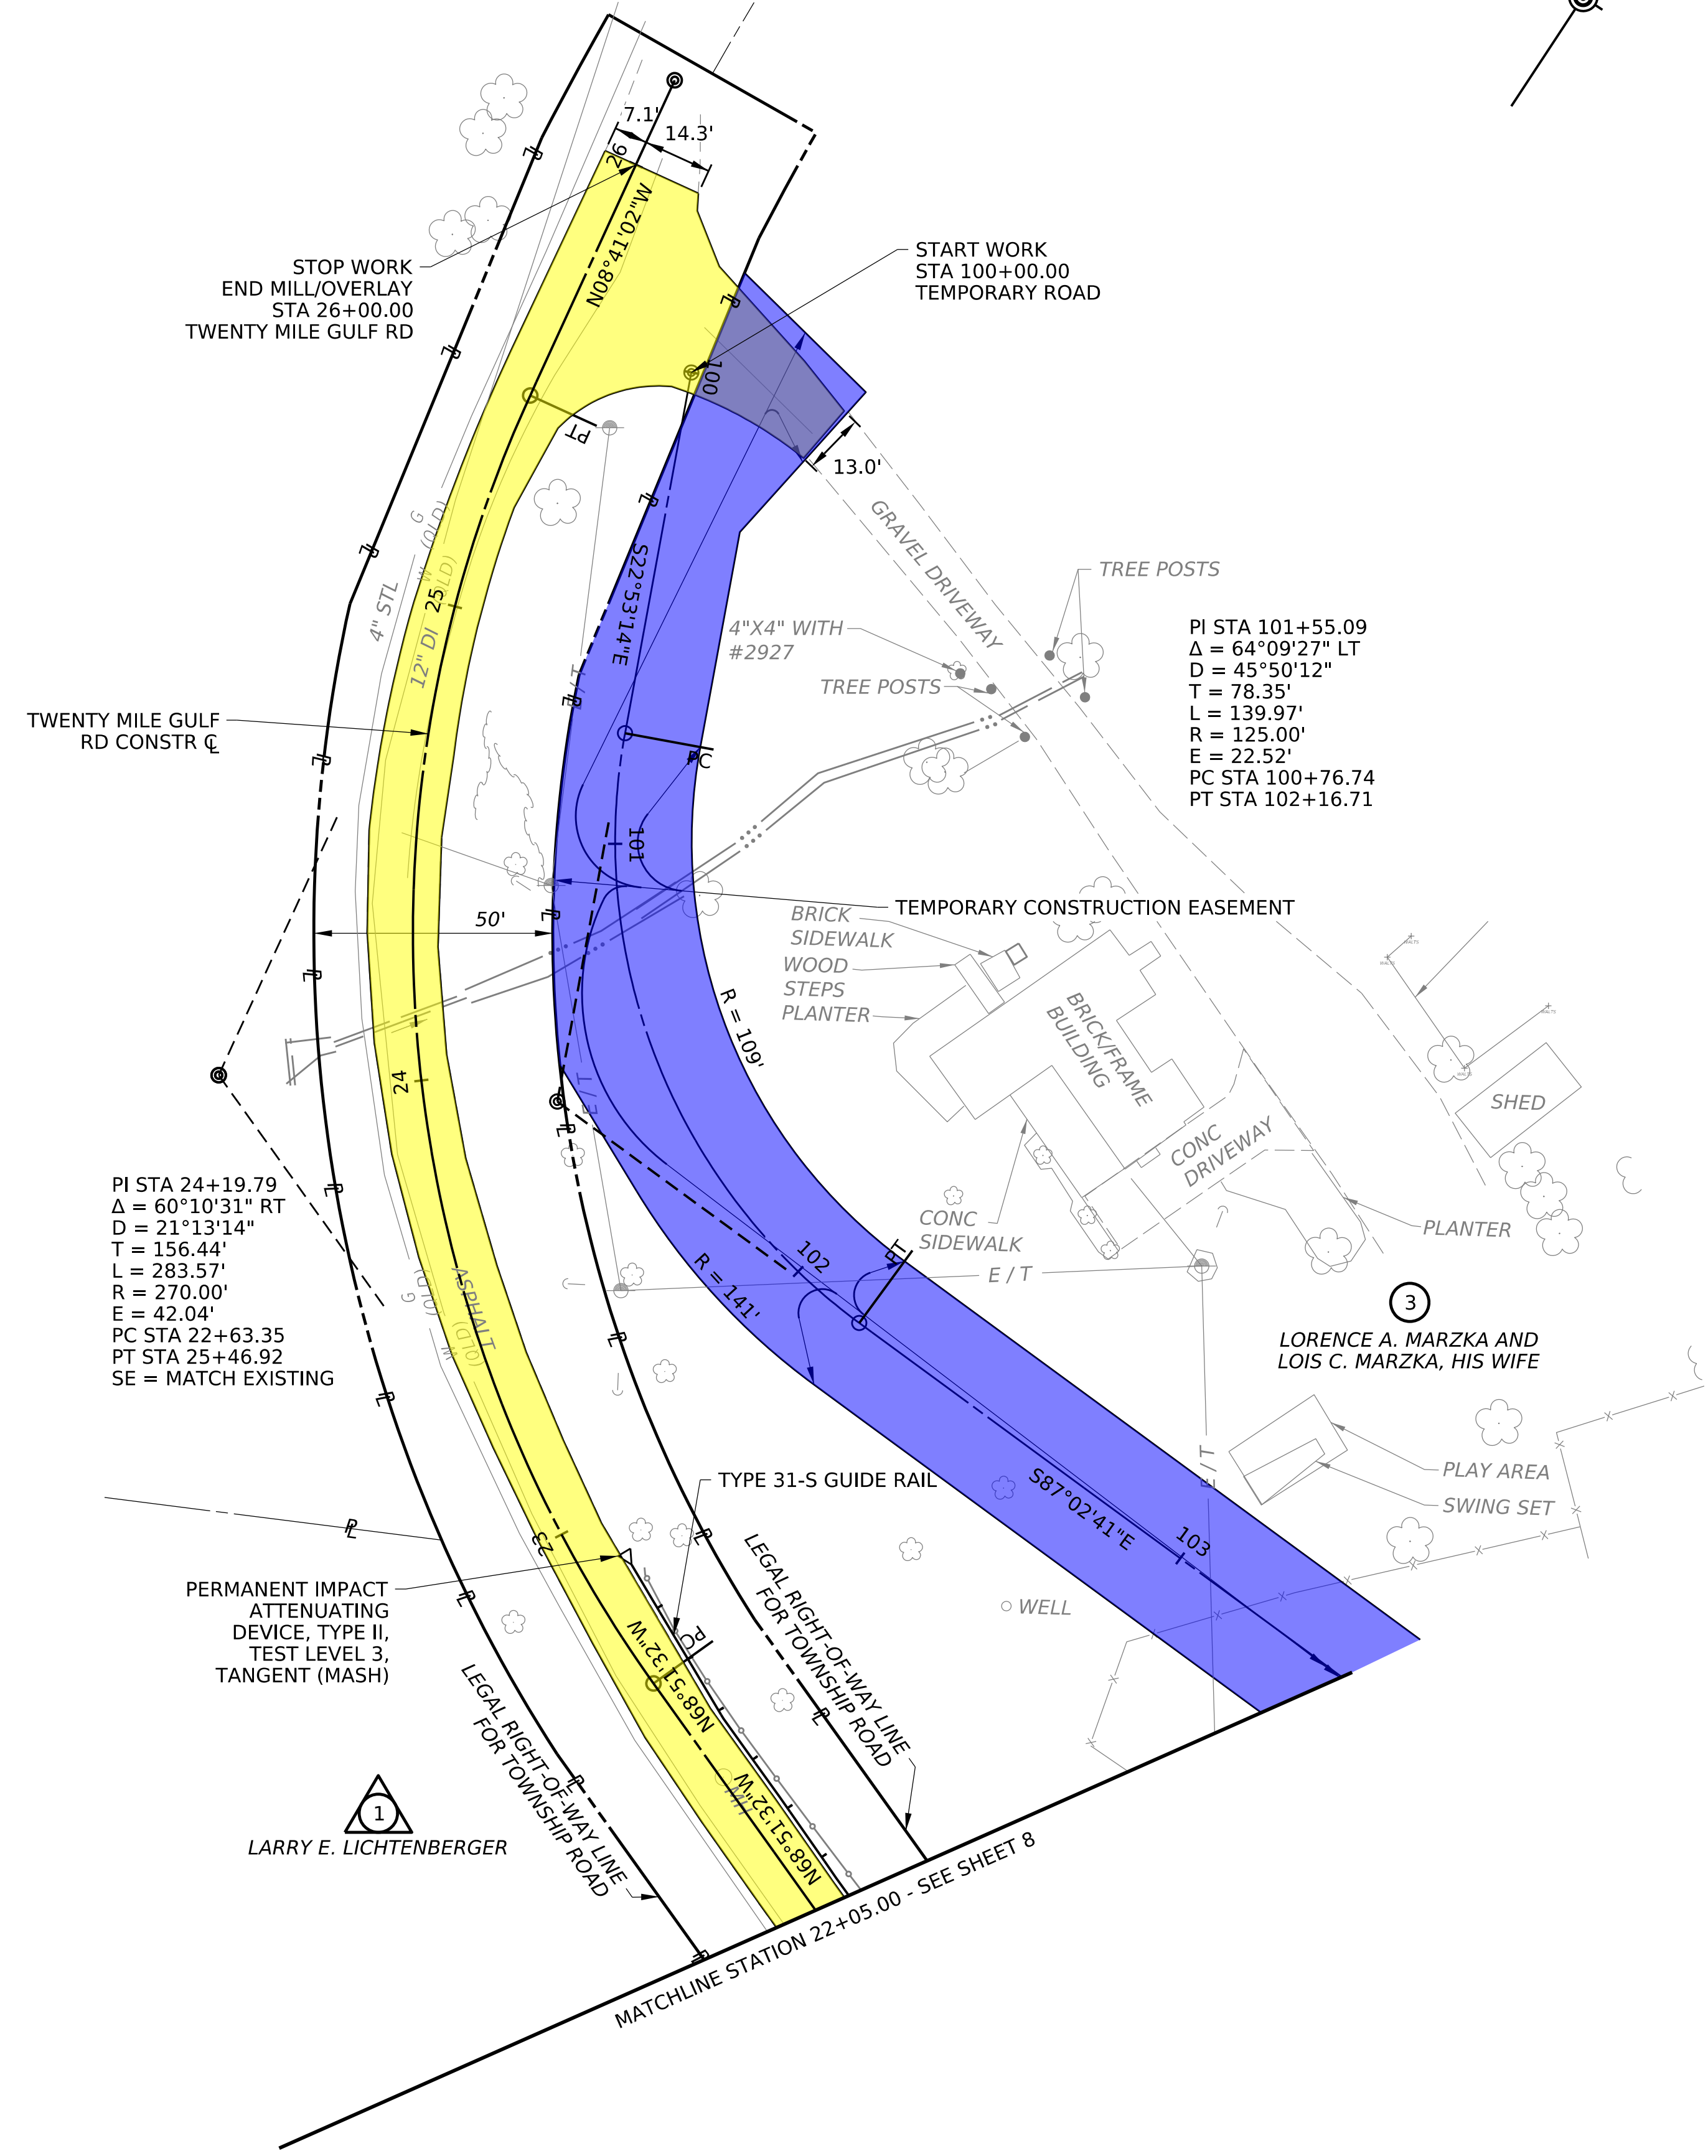 7.1'
14.3'
26
N08°41'02"W
STOP WORK
END MILL/OVERLAY
STA 26+00.00
TWENTY MILE GULF RD
START WORK
STA 100+00.00
TEMPORARY ROAD
100
PT
13.0'
G
(OLD)
W
(OLD)
4" STL
12" DI
25
S22°53'14"E
GRAVEL DRIVEWAY
TREE POSTS
4"X4" WITH
#2927
TREE POSTS
E / T
PI STA 101+55.09
Δ = 64°09'27" LT
D = 45°50'12"
T = 78.35'
L = 139.97'
R = 125.00'
E = 22.52'
PC STA 100+76.74
PT STA 102+16.71
TWENTY MILE GULF
RD CONSTR ℄
PC
101
TEMPORARY CONSTRUCTION EASEMENT
50'
BRICK
SIDEWALK
WOOD
STEPS
PLANTER
BRICK/FRAME
BUILDING
R = 109'
SHED
CONC
DRIVEWAY
24
E / T
PLANTER
CONC
SIDEWALK
E / T
PI STA 24+19.79
Δ = 60°10'31" RT
D = 21°13'14"
T = 156.44'
L = 283.57'
R = 270.00'
E = 42.04'
PC STA 22+63.35
PT STA 25+46.92
SE = MATCH EXISTING
G
(OLD)
W
(OLD)
ASPHALT
R = 141'
102
PT
3
LORENCE A. MARZKA AND
LOIS C. MARZKA, HIS WIFE
E / T
PLAY AREA
SWING SET
TYPE 31-S GUIDE RAIL
S87°02'41"E
103
23
PERMANENT IMPACT
ATTENUATING
DEVICE, TYPE II,
TEST LEVEL 3,
TANGENT (MASH)
WELL
PC
N68°51'32"W
LEGAL RIGHT-OF-WAY LINE
FOR TOWNSHIP ROAD
LEGAL RIGHT-OF-WAY LINE
FOR TOWNSHIP ROAD
MH
N68°51'32"W
1
LARRY E. LICHTENBERGER
MATCHLINE STATION 22+05.00 - SEE SHEET 8